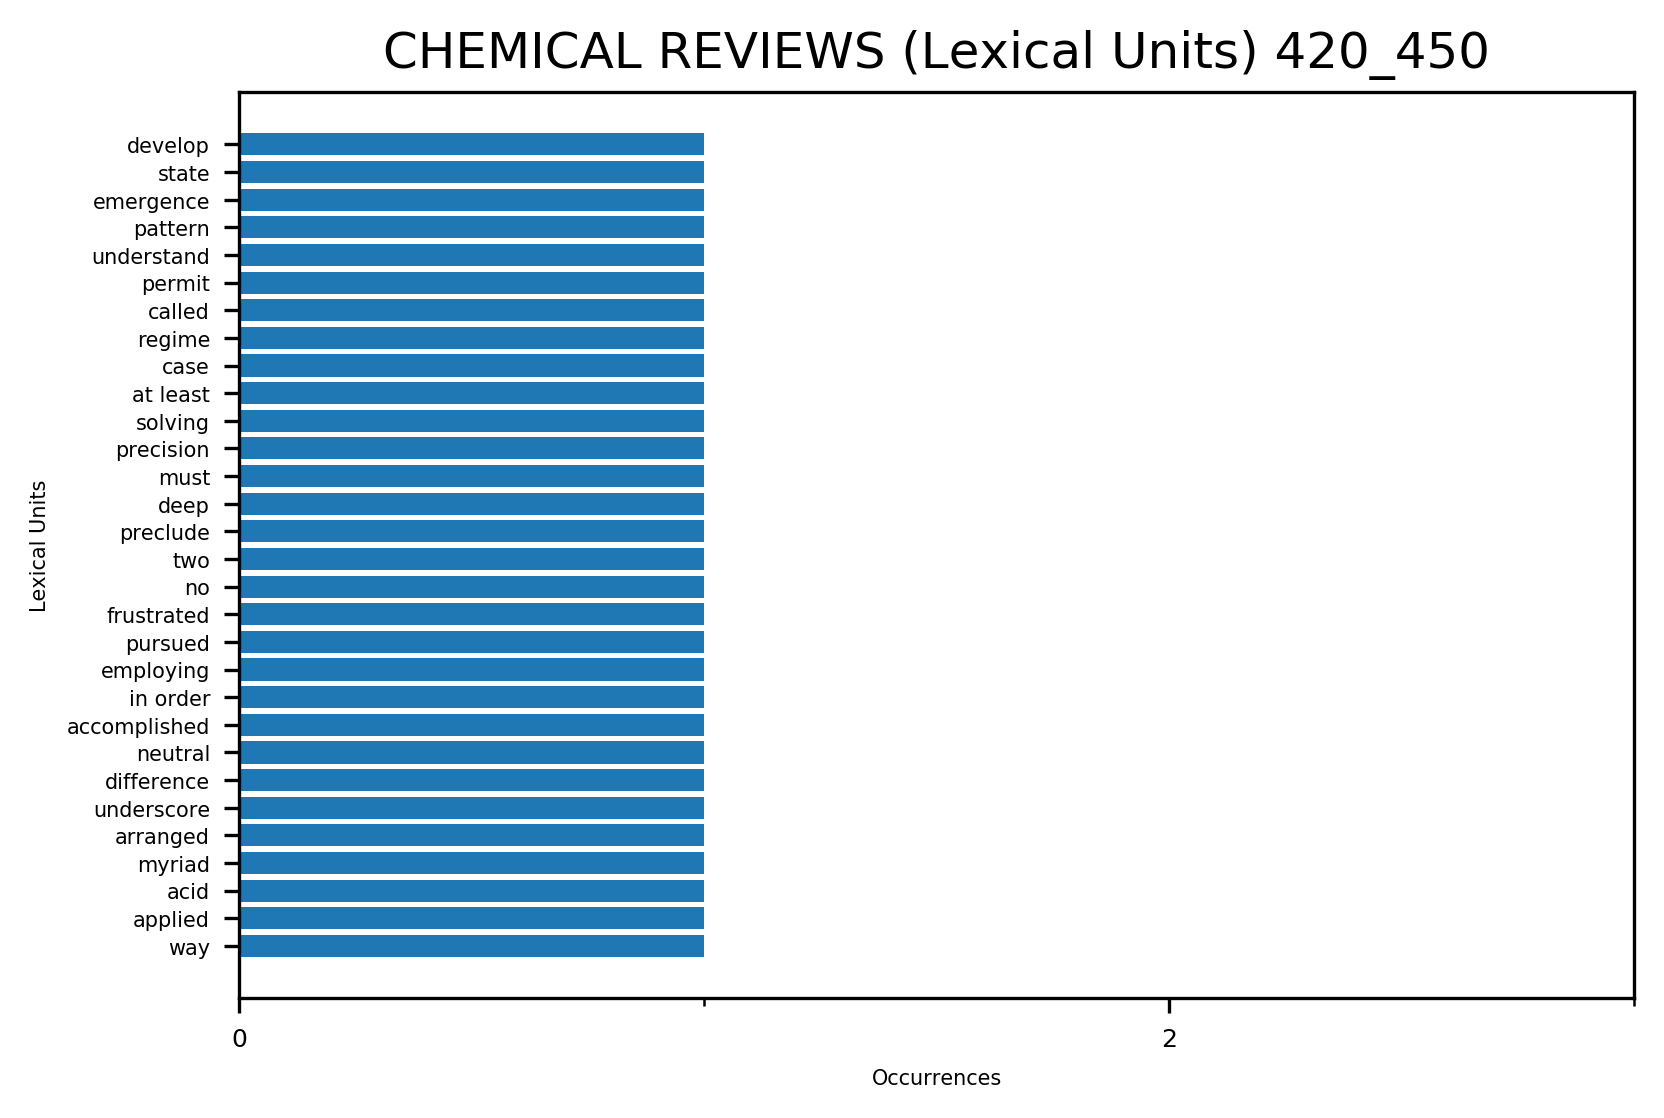 CHEMICAL REVIEWS (Lexical Units) 420_450
develop
state
emergence
pattern
understand
permit
called
regime
case
at least
solving
precision
must
deep
preclude
two
no
frustrated
pursued
employing
in order
accomplished
neutral
difference
underscore
arranged
myriad
acid
applied
way
Lexical Units
0
2
Occurrences